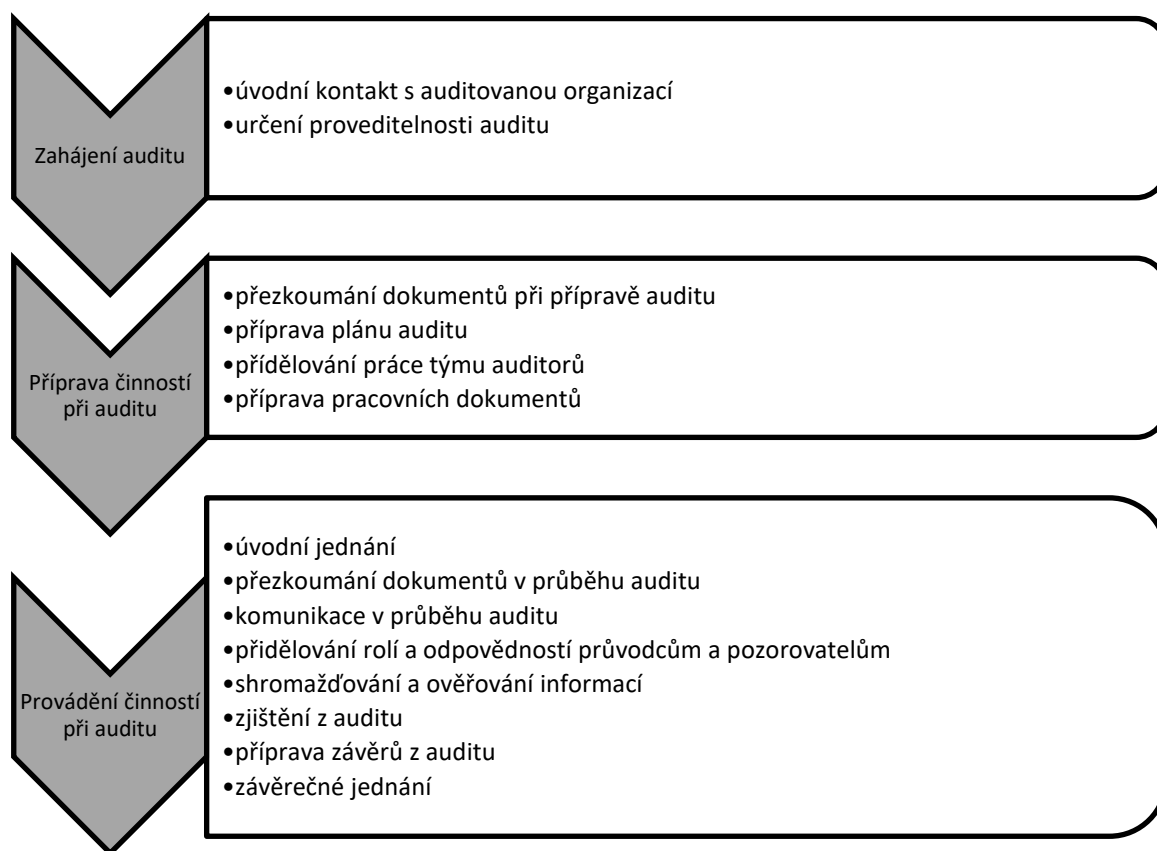 Zahájení auditu
•úvodní kontakt s auditovanou organizací
•určení proveditelnosti auditu
Příprava činností
při auditu
•přezkoumání dokumentů při přípravě auditu
•příprava plánu auditu
•přídělování práce týmu auditorů
•příprava pracovních dokumentů
Provádění činností
při auditu
•úvodní jednání
•přezkoumání dokumentů v průběhu auditu
•komunikace v průběhu auditu
•přidělování rolí a odpovědností průvodcům a pozorovatelům
•shromažďování a ověřování informací
•zjištění z auditu
•příprava závěrů z auditu
•závěrečné jednání